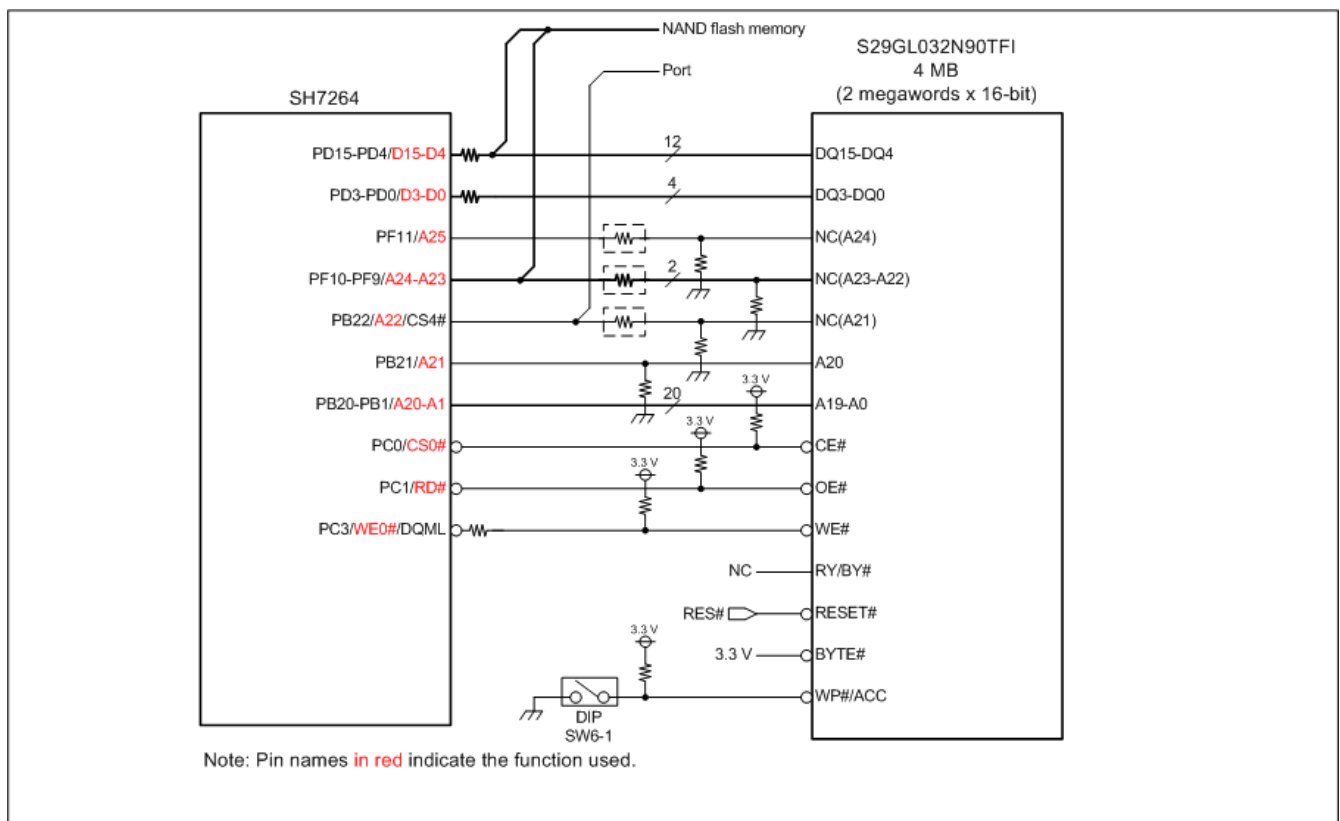 NAND flash memory
Port
S29GL032N90TFI
4 MB
(2 megawords x 16-bit)
SH7264
PD15-PD4/D15-D4
12
DQ15-DQ4
PD3-PD0/D3-D0
4
DQ3-DQ0
PF11/A25
NC(A24)
PF10-PF9/A24-A23
2
NC(A23-A22)
PB22/A22/CS4#
NC(A21)
PB21/A21
A20
3.3 V
PB20-PB1/A20-A1
20
A19-A0
3.3 V
PC0/CS0#
CE#
3.3 V
PC1/RD#
OE#
PC3/WE0#/DQML
WE#
NC
RY/BY#
RES#
RESET#
3.3 V
3.3 V
BYTE#
WP#/ACC
DIP
SW6-1
Note: Pin names in red indicate the function used.